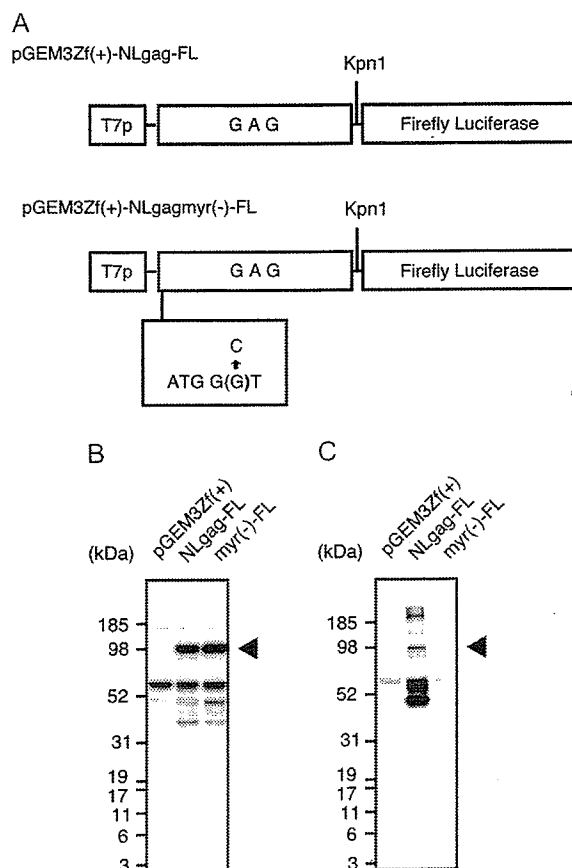 A
pGEM3Zf(+)-NLgag-FL
Kpn1
T7p
G A G
Firefly Luciferase
pGEM3Zf(+)-NLgagmyr(-)-FL
Kpn1
T7p
G A G
Firefly Luciferase
C
ATG G(G)T
B
(kDa)
pGEM3Zf(+)
NLgag-FL
myr(-)-FL
185
98
52
31
19
17
11
6
3
C
(kDa)
pGEM3Zf(+)
NLgag-FL
myr(-)-FL
185
98
52
31
19
17
11
6
3